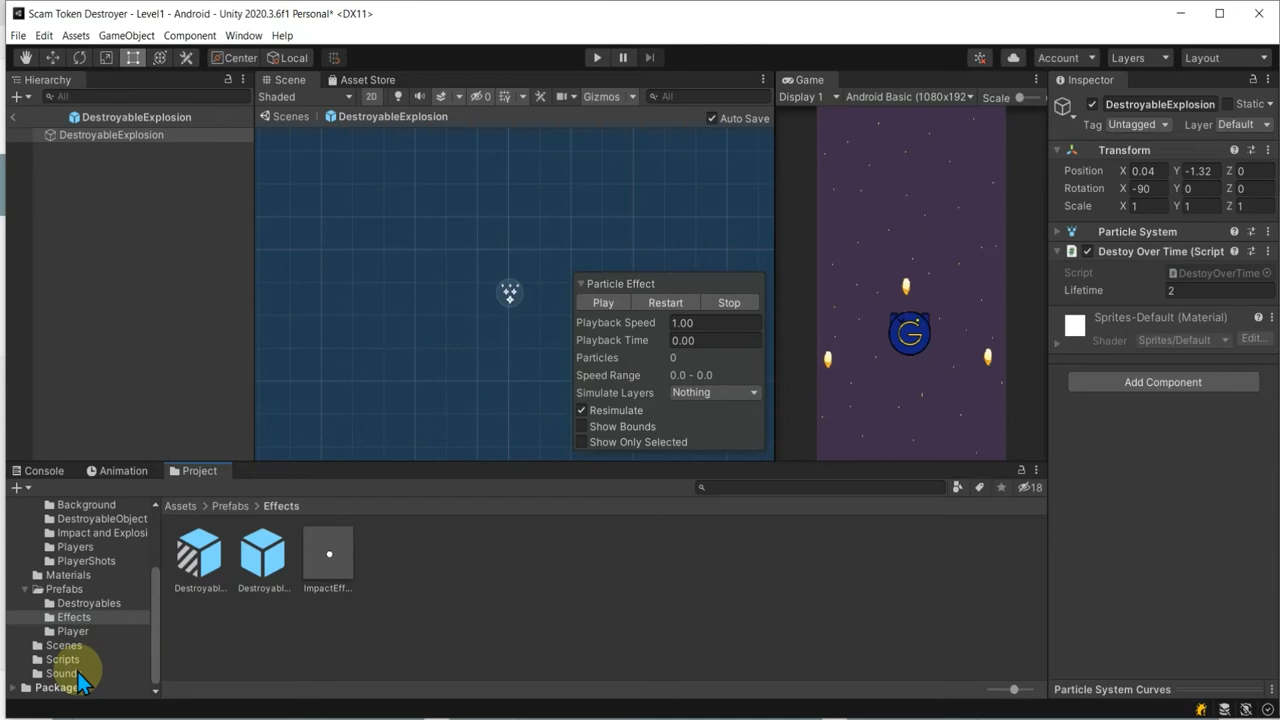 Scam Token Destroyer - Level1 - Android - Unity 2020.3.6f1 Personal* <DX11>
File Edit Assets GameObject Component Window Help
Center Local Account Layers Layout
Hierarchy Scene Asset Store Game Inspector
All Shaded 2D 0 Gizmos All Display 1 Android Basic (1080x192 Scale DestroyableExplosion Static
DestroyableExplosion Scenes DestroyableExplosion Auto Save Tag Untagged Layer Default
DestroyableExplosion
Transform
Position X 0.04 Y -1.32 Z 0
Rotation X -90 Y 0 Z 0
Scale X 1 Y 1 Z 1
Particle System
Destoy Over Time (Script
Script DestoyOverTime
Lifetime 2
Sprites-Default (Material)
Shader Sprites/Default Edit...
Add Component
Particle Effect
Play Restart Stop
Playback Speed 1.00
Playback Time 0.00
Particles 0
Speed Range 0.0 - 0.0
Simulate Layers Nothing
Resimulate
Show Bounds
Show Only Selected
G
Console Animation Project
18
Background
DestroyableObject
Impact and Explosi
Players
PlayerShots
Materials
Prefabs
Destroyables
Effects
Player
Scenes
Scripts
Sound
Package
Assets > Prefabs > Effects
Destroyabl... Destroyabl... ImpactEff...
Particle System Curves